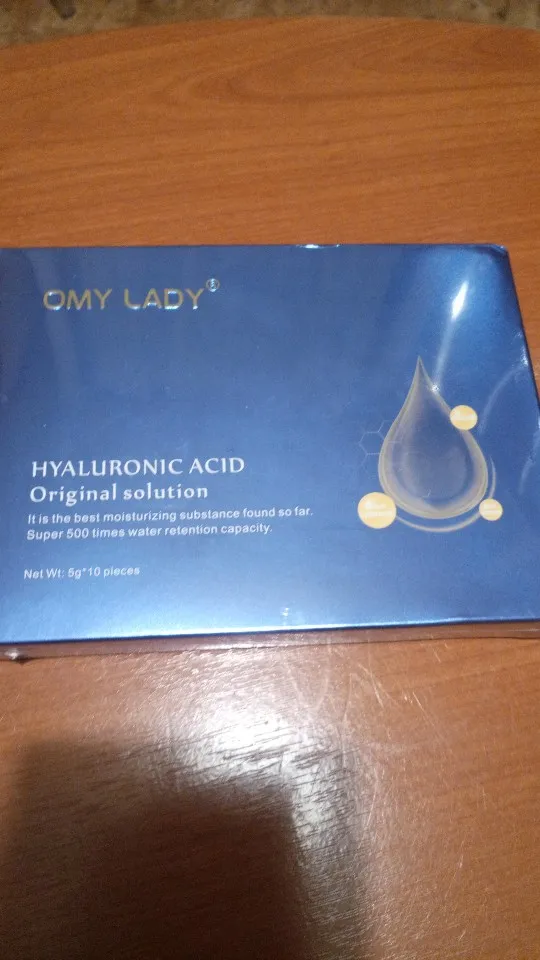 OMY LADY®
HYALURONIC ACID
Original solution
It is the best moisturizing substance found so far.
Super 500 times water retention capacity.
Net Wt: 5g*10 pieces